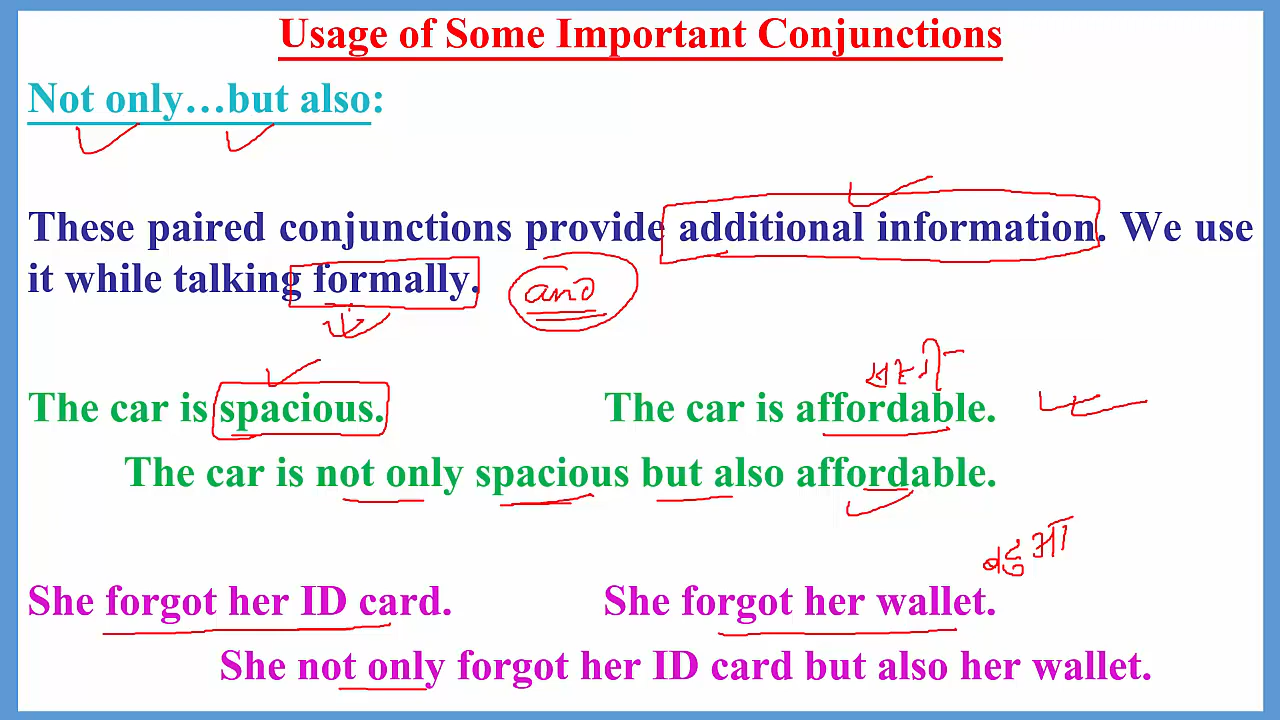 Usage of Some Important Conjunctions
Not only…but also:
These paired conjunctions provide additional information. We use
it while talking formally. and
The car is spacious. The car is affordable.
The car is not only spacious but also affordable.
She forgot her ID card. She forgot her wallet.
She not only forgot her ID card but also her wallet.